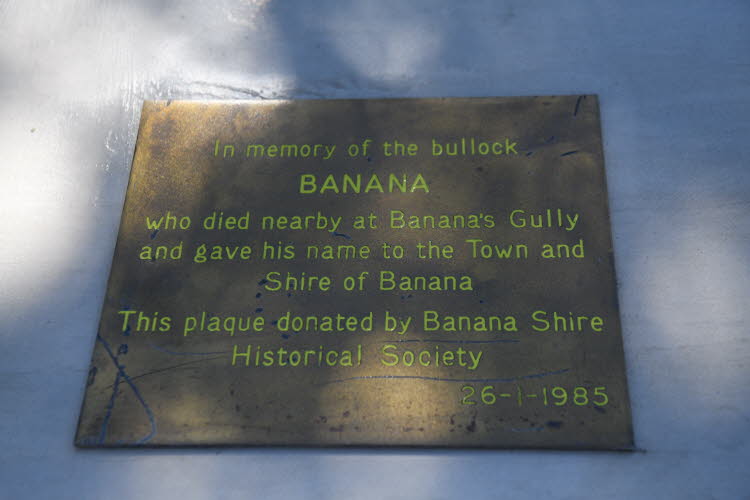 In memory of the bullock
BANANA
who died nearby at Banana's Gully
and gave his name to the Town and
Shire of Banana
This plaque donated by Banana Shire
Historical Society
26-1-1985